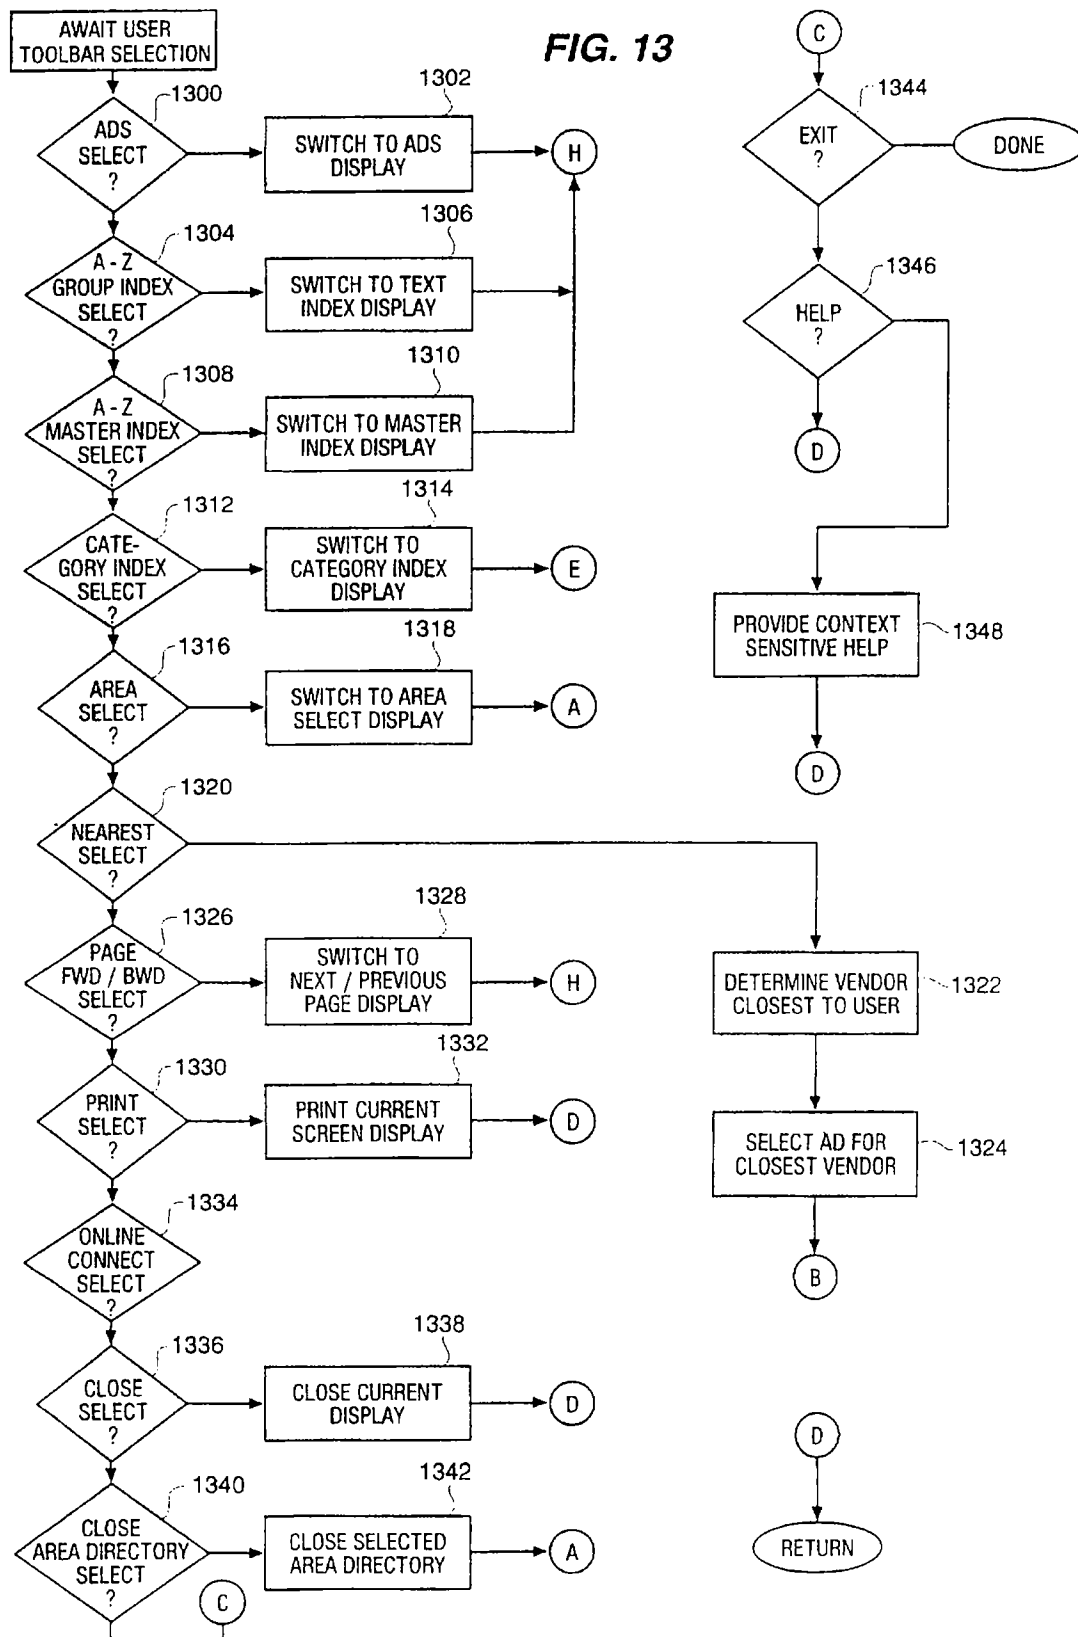 AWAIT USER
TOOLBAR SELECTION
FIG. 13
1300
ADS
SELECT
?
1302
SWITCH TO ADS
DISPLAY
H
1304
A - Z
GROUP INDEX
SELECT
?
1306
SWITCH TO TEXT
INDEX DISPLAY
1308
A - Z
MASTER INDEX
SELECT
?
1310
SWITCH TO MASTER
INDEX DISPLAY
1312
CATE-
GORY INDEX
SELECT
?
1314
SWITCH TO
CATEGORY INDEX
DISPLAY
E
1316
AREA
SELECT
?
1318
SWITCH TO AREA
SELECT DISPLAY
A
1320
NEAREST
SELECT
?
1326
PAGE
FWD / BWD
SELECT
?
1328
SWITCH TO
NEXT / PREVIOUS
PAGE DISPLAY
H
1330
PRINT
SELECT
?
1332
PRINT CURRENT
SCREEN DISPLAY
D
1334
ONLINE
CONNECT
SELECT
?
1336
CLOSE
SELECT
?
1338
CLOSE CURRENT
DISPLAY
D
1340
CLOSE
AREA DIRECTORY
SELECT
?
1342
CLOSE SELECTED
AREA DIRECTORY
A
C
C
1344
EXIT
?
DONE
1346
HELP
?
D
PROVIDE CONTEXT
SENSITIVE HELP
1348
D
DETERMINE VENDOR
CLOSEST TO USER
1322
SELECT AD FOR
CLOSEST VENDOR
1324
B
D
RETURN